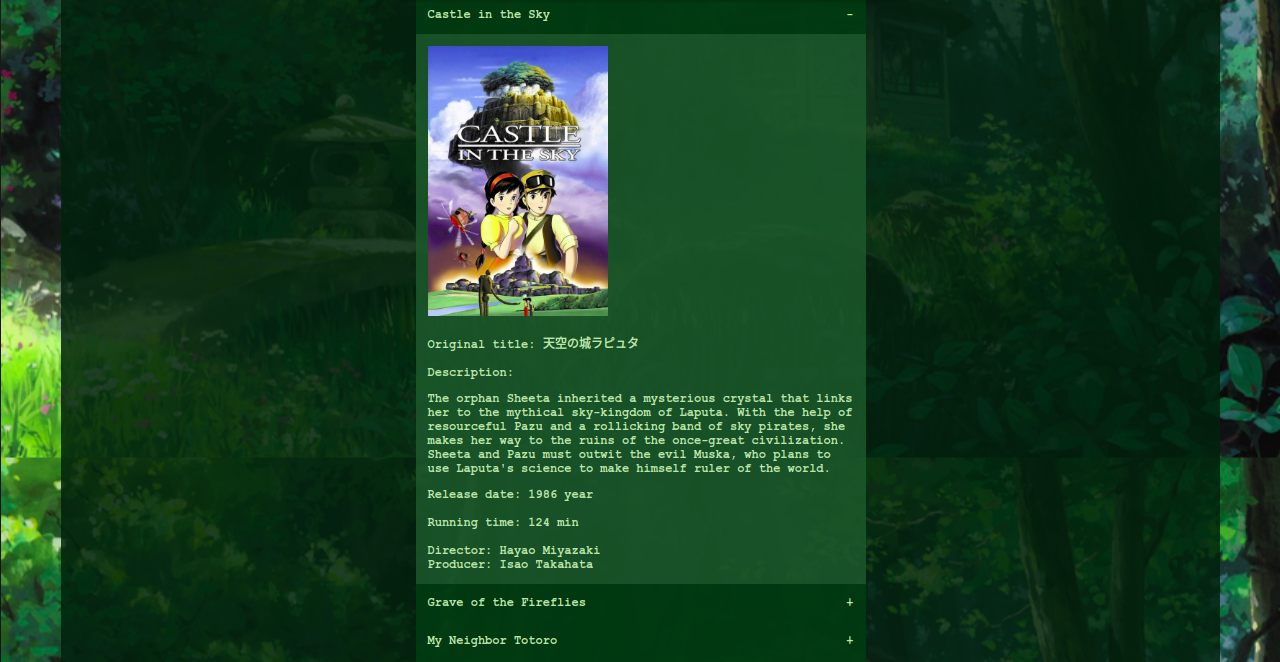 Castle in the Sky -
CASTLE
IN THE SKY
Original title: 天空の城ラピュタ
Description:
The orphan Sheeta inherited a mysterious crystal that links
her to the mythical sky-kingdom of Laputa. With the help of
resourceful Pazu and a rollicking band of sky pirates, she
makes her way to the ruins of the once-great civilization.
Sheeta and Pazu must outwit the evil Muska, who plans to
use Laputa's science to make himself ruler of the world.
Release date: 1986 year
Running time: 124 min
Director: Hayao Miyazaki
Producer: Isao Takahata
Grave of the Fireflies +
My Neighbor Totoro +